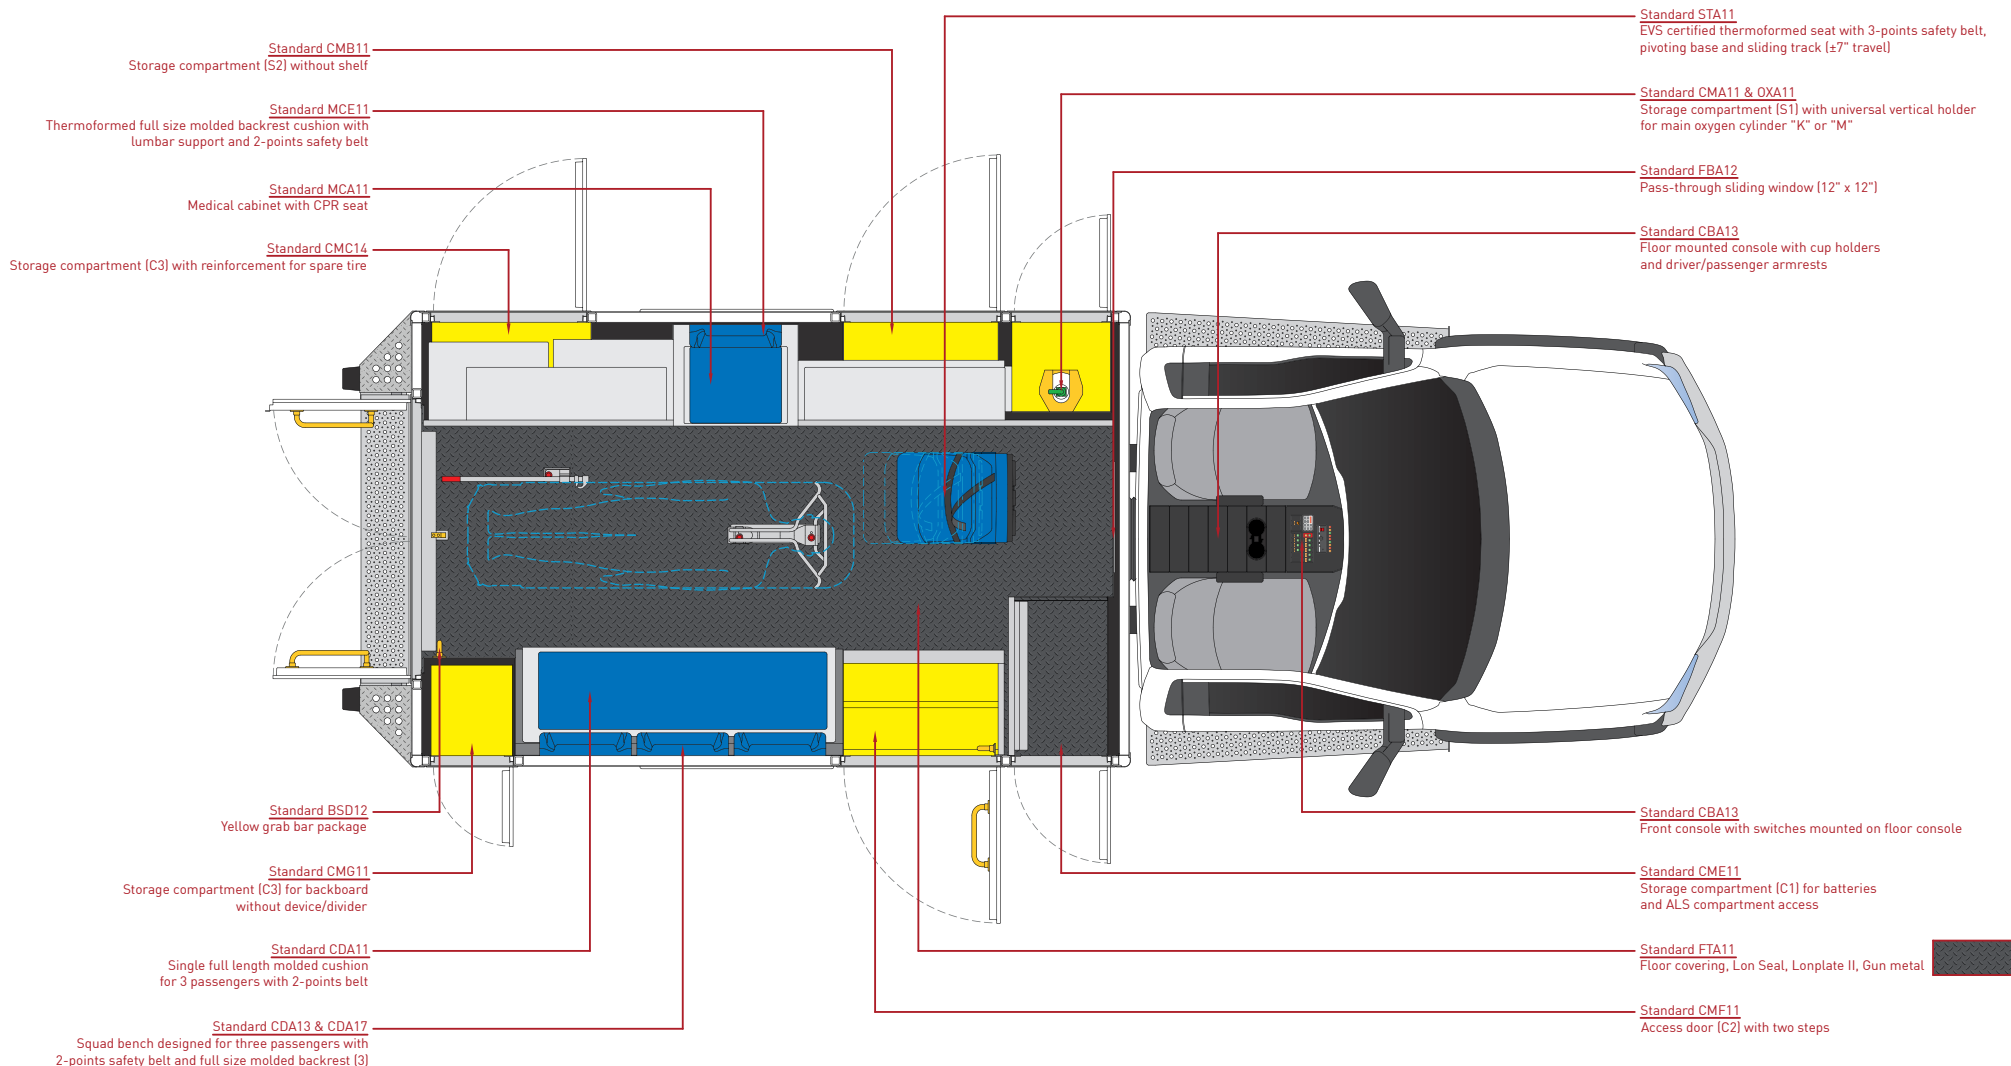 Standard CMB11
Storage compartment (S2) without shelf
Standard MCE11
Thermoformed full size molded backrest cushion with
lumbar support and 2-points safety belt
Standard MCA11
Medical cabinet with CPR seat
Standard CMC14
Storage compartment (C3) with reinforcement for spare tire
Standard BSD12
Yellow grab bar package
Standard CMG11
Storage compartment (C3) for backboard
without device/divider
Standard CDA11
Single full length molded cushion
for 3 passengers with 2-points belt
Standard CDA13 & CDA17
Squad bench designed for three passengers with
2-points safety belt and full size molded backrest (3)
Standard STA11
EVS certified thermoformed seat with 3-points safety belt,
pivoting base and sliding track (±7" travel)
Standard CMA11 & OXA11
Storage compartment (S1) with universal vertical holder
for main oxygen cylinder "K" or "M"
Standard FBA12
Pass-through sliding window (12" x 12")
Standard CBA13
Floor mounted console with cup holders
and driver/passenger armrests
Standard CBA13
Front console with switches mounted on floor console
Standard CME11
Storage compartment (C1) for batteries
and ALS compartment access
Standard FTA11
Floor covering, Lon Seal, Lonplate II, Gun metal
Standard CMF11
Access door (C2) with two steps